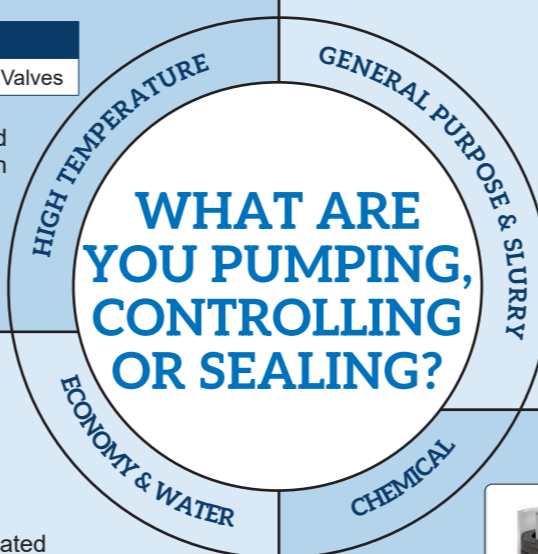 Valves
HIGH TEMPERATURE
GENERAL PURPOSE & SLURRY
WHAT ARE
YOU PUMPING,
CONTROLLING
OR SEALING?
ECONOMY & WATER
CHEMICAL